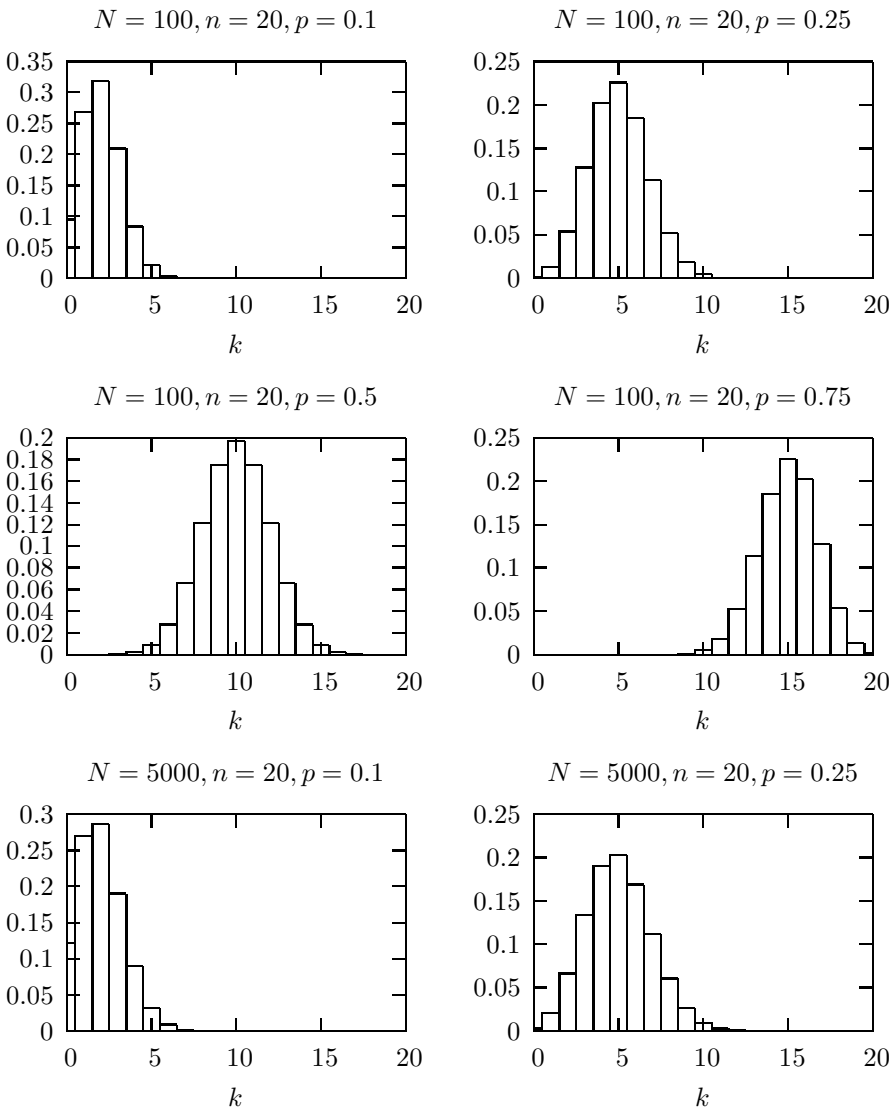 N = 100, n = 20, p = 0.1
0.35
0.3
0.25
0.2
0.15
0.1
0.05
0
0 5 10 15 20
k
N = 100, n = 20, p = 0.25
0.25
0.2
0.15
0.1
0.05
0
0 5 10 15 20
k
N = 100, n = 20, p = 0.5
0.2
0.18
0.16
0.14
0.12
0.1
0.08
0.06
0.04
0.02
0
0 5 10 15 20
k
N = 100, n = 20, p = 0.75
0.25
0.2
0.15
0.1
0.05
0
0 5 10 15 20
k
N = 5000, n = 20, p = 0.1
0.3
0.25
0.2
0.15
0.1
0.05
0
0 5 10 15 20
k
N = 5000, n = 20, p = 0.25
0.25
0.2
0.15
0.1
0.05
0
0 5 10 15 20
k